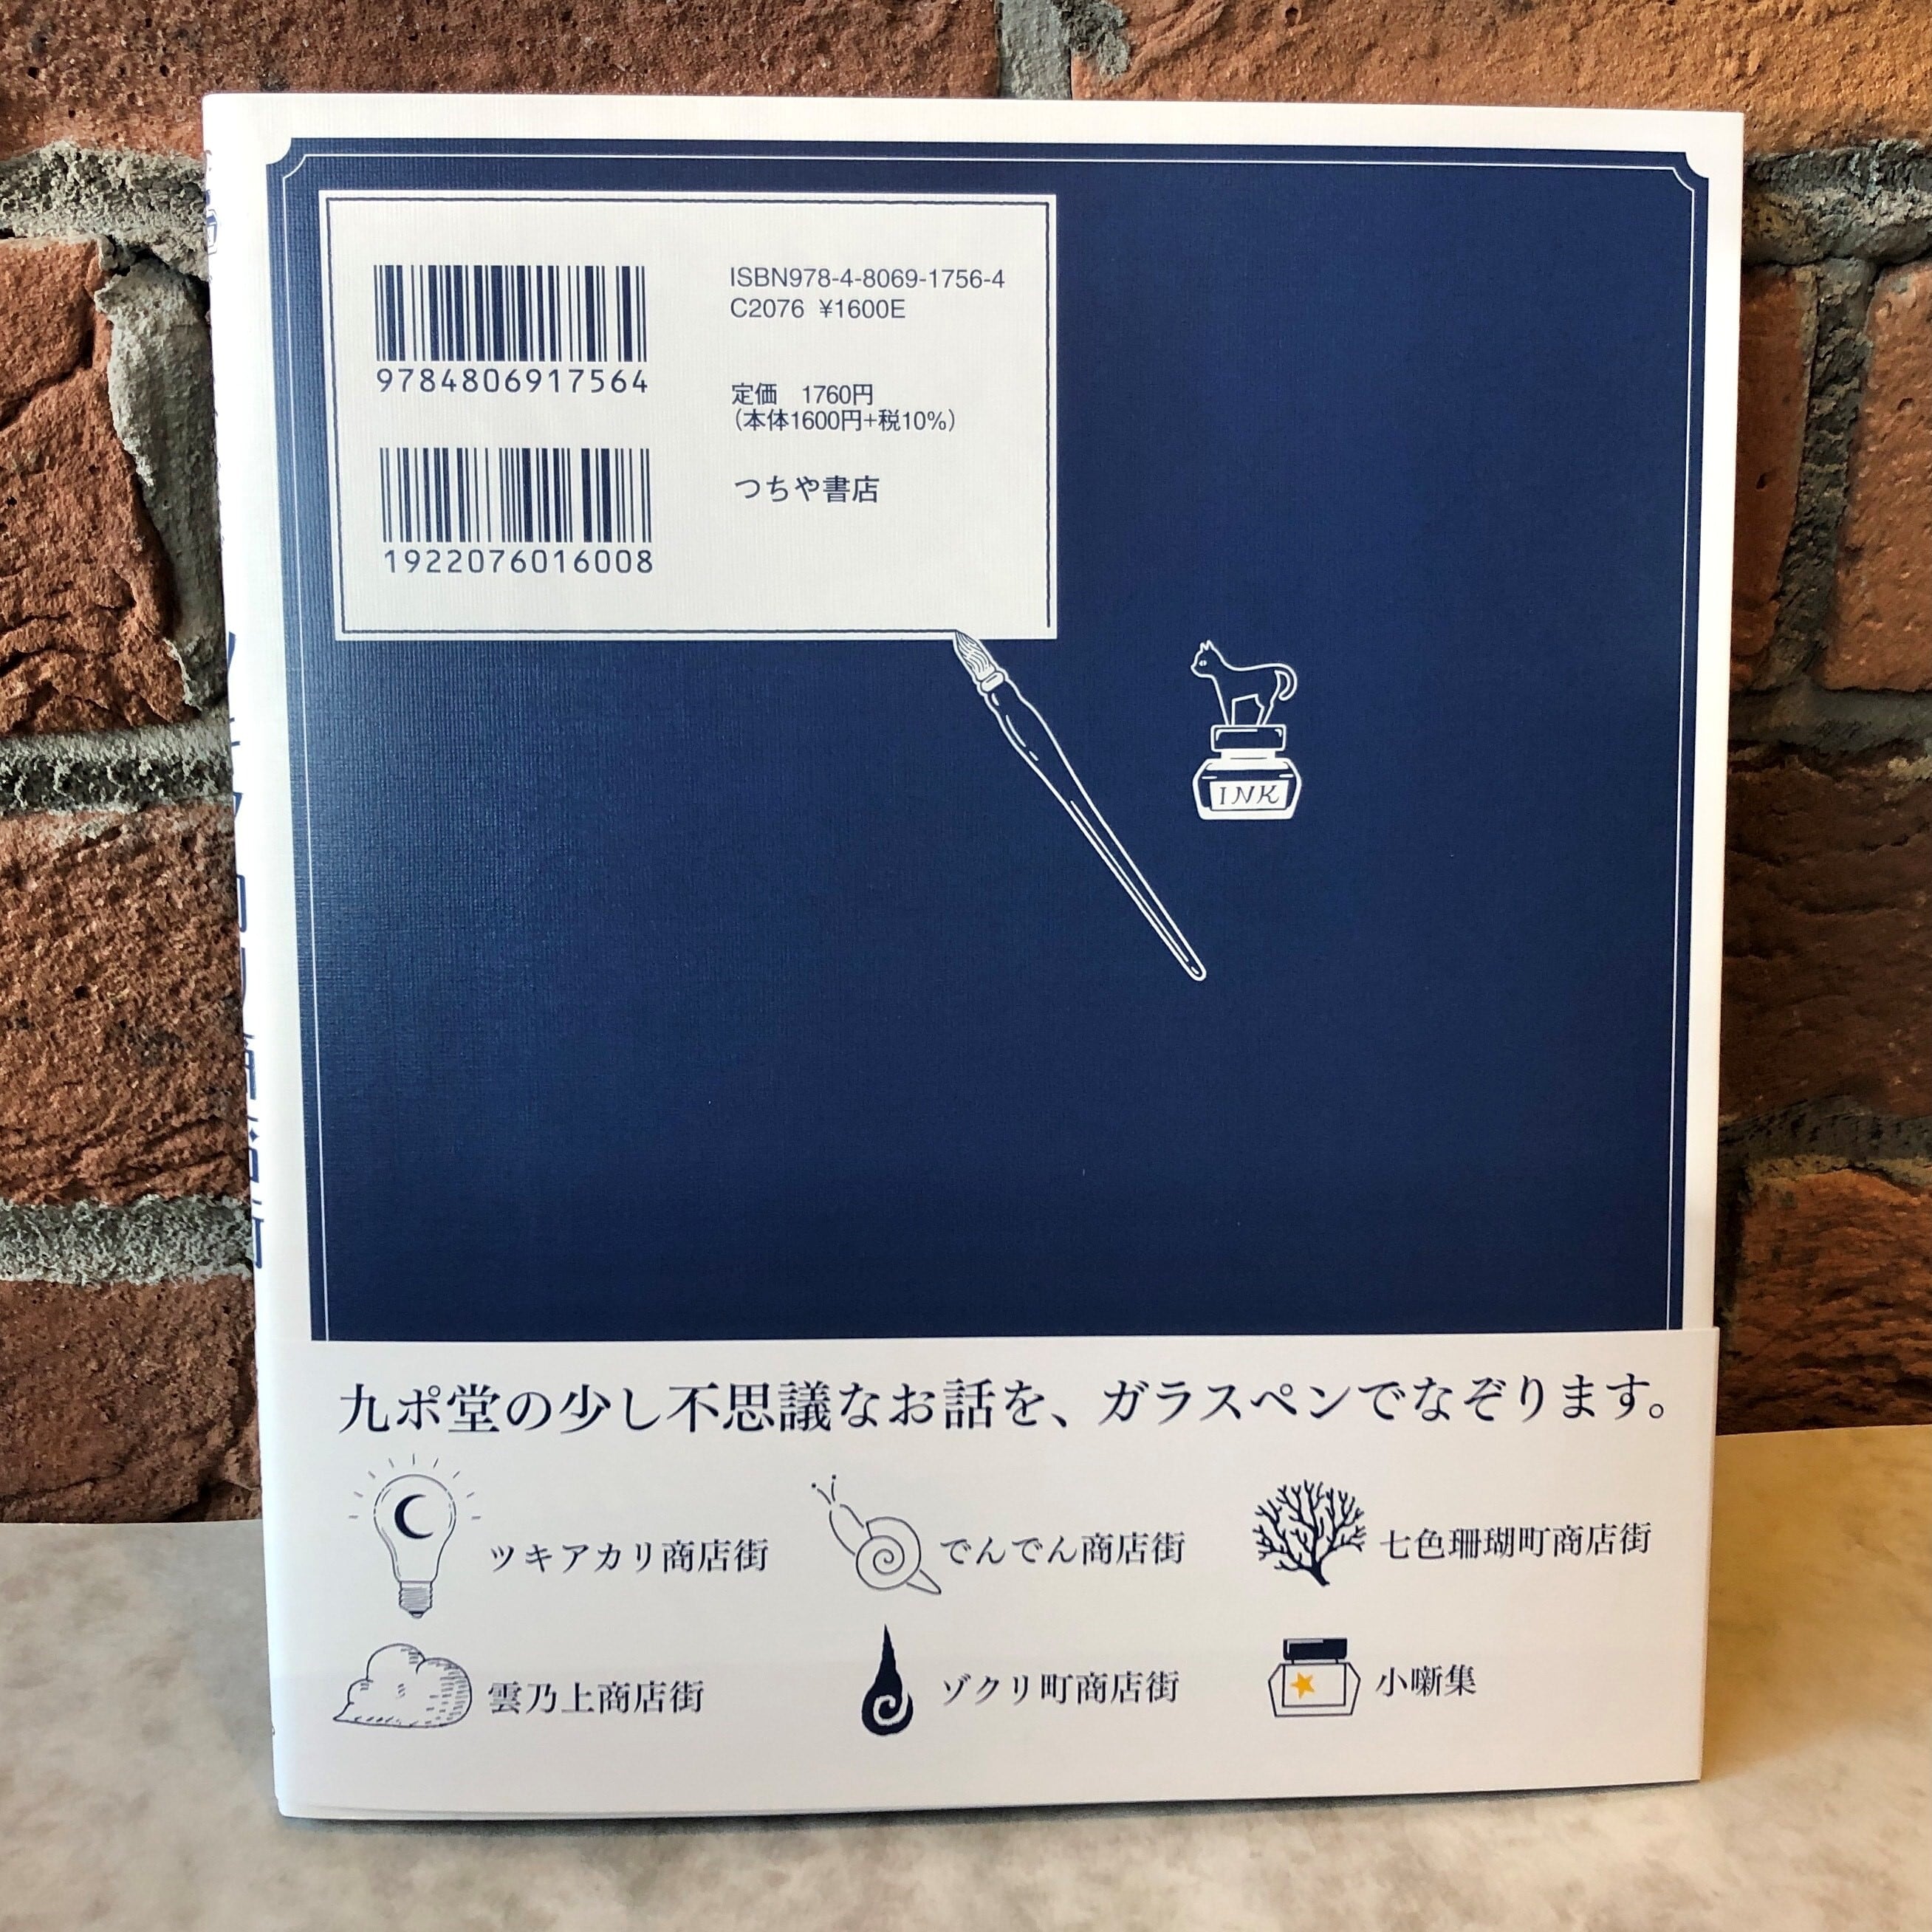 9784806917564
ISBN978-4-8069-1756-4
C2076 ¥1600E
定価 1760円
(本体1600円+税10%)
1922076016008
つちや書店
INK
九ポ堂の少し不思議なお話を、ガラスペンでなぞります。
ツキアカリ商店街
でんでん商店街
七色珊瑚町商店街
雲乃上商店街
ゾクリ町商店街
小噺集